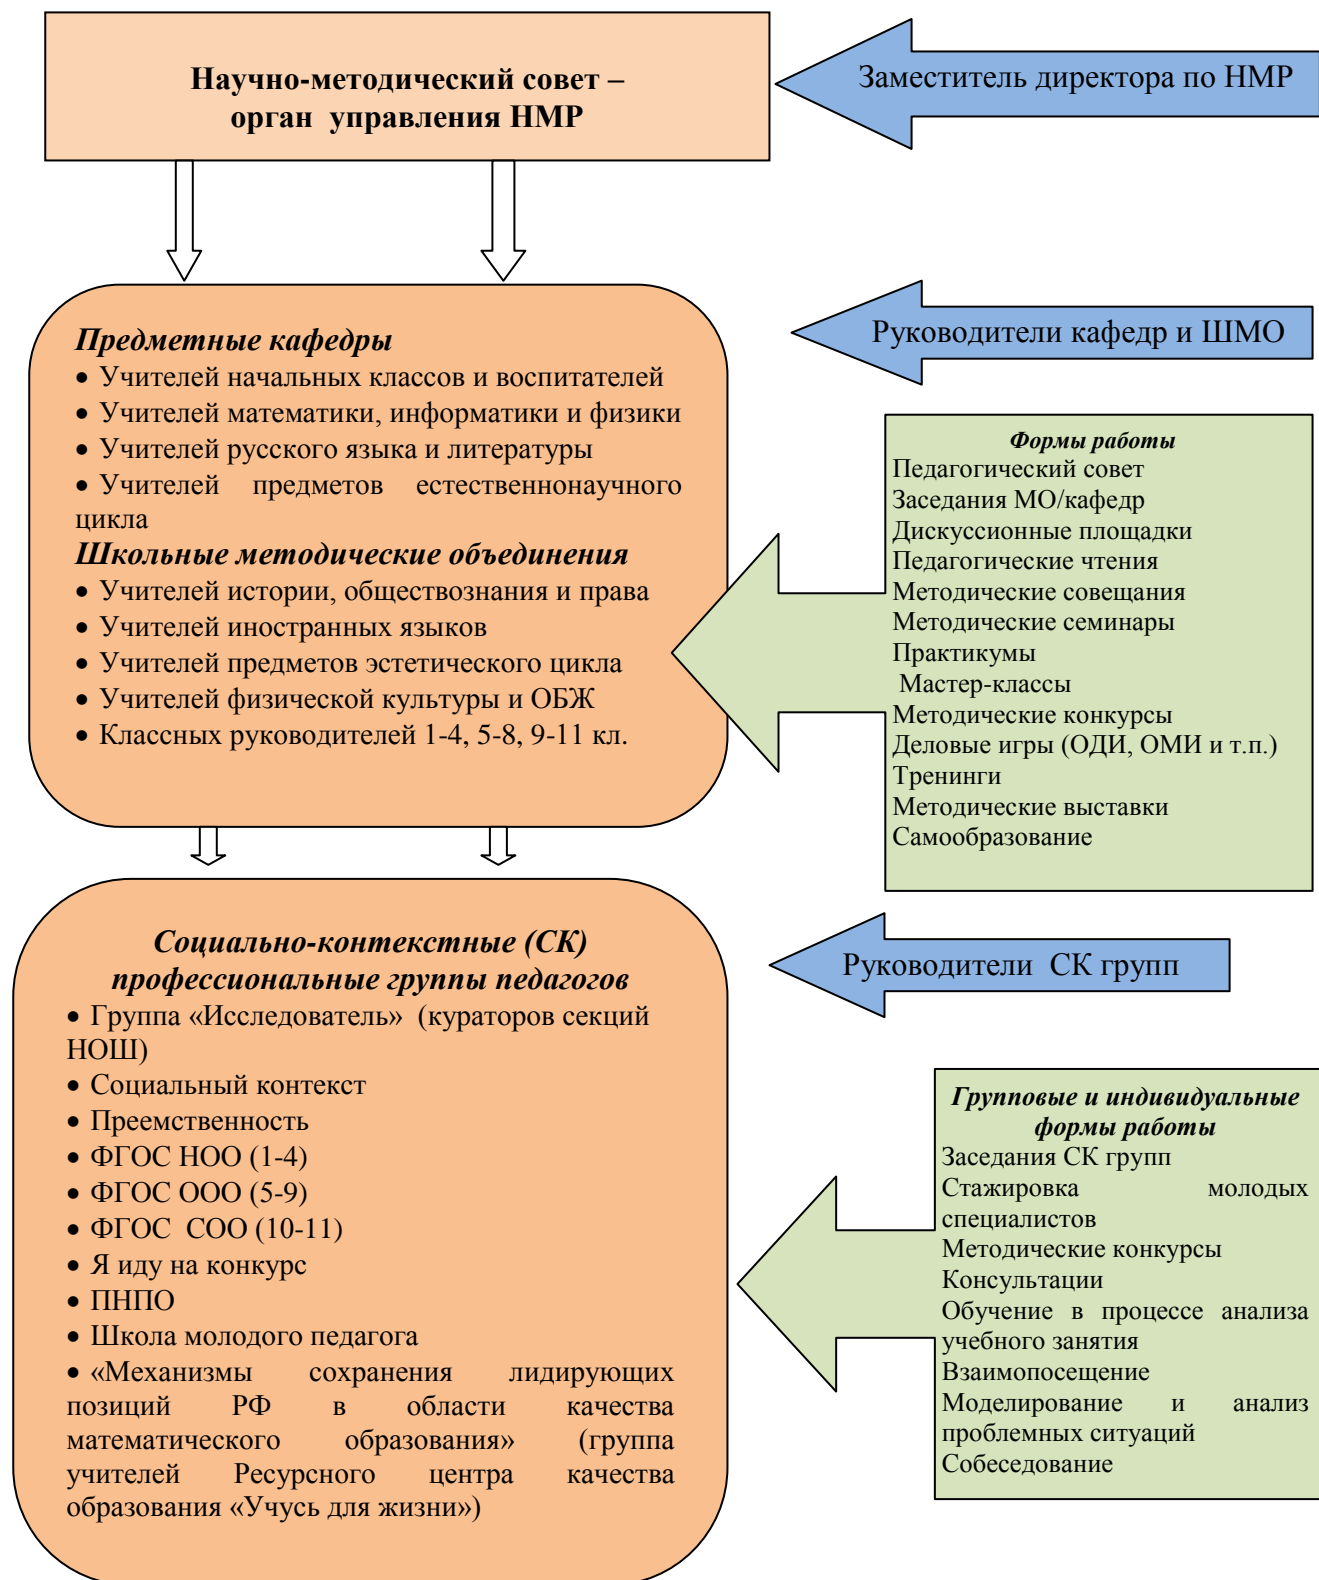 Научно-методический совет –
орган управления НМР
Заместитель директора по НМР
Предметные кафедры
• Учителей начальных классов и воспитателей
• Учителей математики, информатики и физики
• Учителей русского языка и литературы
• Учителей предметов естественнонаучного
цикла
Школьные методические объединения
• Учителей истории, обществознания и права
• Учителей иностранных языков
• Учителей предметов эстетического цикла
• Учителей физической культуры и ОБЖ
• Классных руководителей 1-4, 5-8, 9-11 кл.
Руководители кафедр и ШМО
Формы работы
Педагогический совет
Заседания МО/кафедр
Дискуссионные площадки
Педагогические чтения
Методические совещания
Методические семинары
Практикумы
Мастер-классы
Методические конкурсы
Деловые игры (ОДИ, ОМИ и т.п.)
Тренинги
Методические выставки
Самообразование
Социально-контекстные (СК)
профессиональные группы педагогов
• Группа «Исследователь» (кураторов секций
НОШ)
• Социальный контекст
• Преемственность
• ФГОС НОО (1-4)
• ФГОС ООО (5-9)
• ФГОС СОО (10-11)
• Я иду на конкурс
• ПНПО
• Школа молодого педагога
• «Механизмы сохранения лидирующих
позиций РФ в области качества
математического образования» (группа
учителей Ресурсного центра качества
образования «Учусь для жизни»)
Руководители СК групп
Групповые и индивидуальные
формы работы
Заседания СК групп
Стажировка молодых
специалистов
Методические конкурсы
Консультации
Обучение в процессе анализа
учебного занятия
Взаимопосещение
Моделирование и анализ
проблемных ситуаций
Собеседование